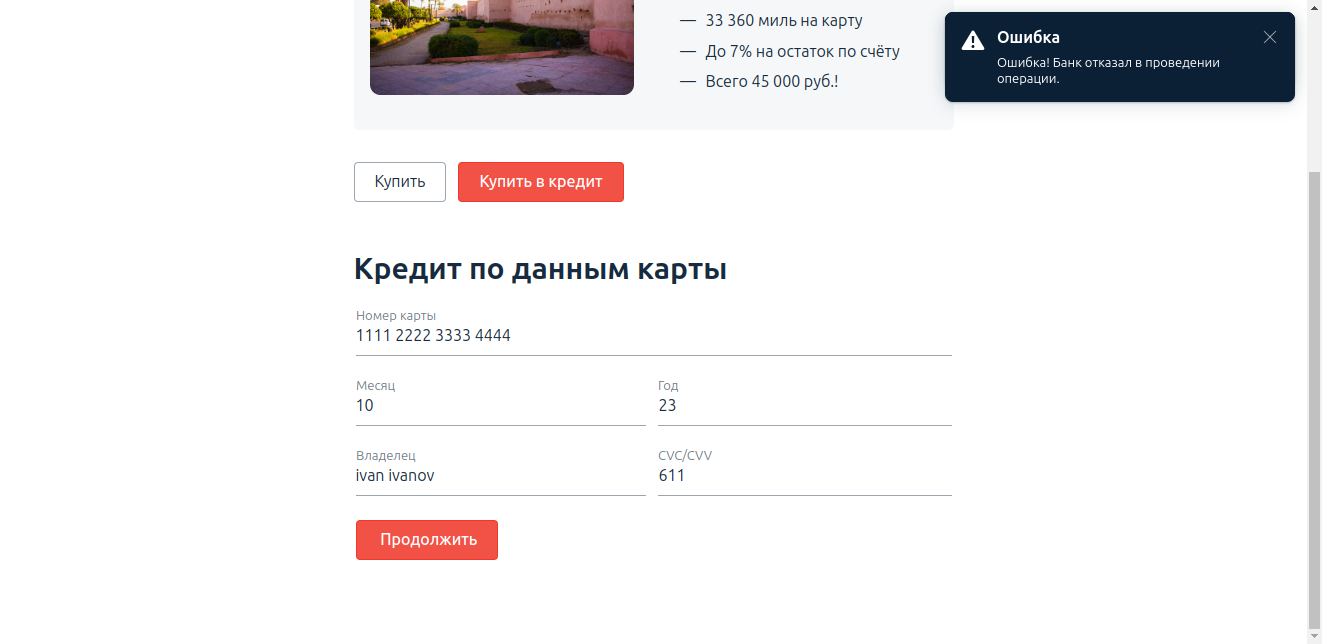 — 33 360 миль на карту
— До 7% на остаток по счёту
— Всего 45 000 руб.!
Ошибка
Ошибка! Банк отказал в проведении
операции.
Купить
Купить в кредит
Кредит по данным карты
Номер карты
1111 2222 3333 4444
Месяц
10
Год
23
Владелец
ivan ivanov
CVC/CVV
611
Продолжить